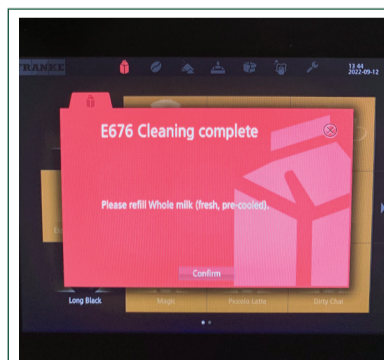 FRANKE
13 44
2022-09-12
E676 Cleaning complete
Please refill Whole milk (fresh, pre-cooled).
Confirm
Long Black
Magic
Piccolo Latte
Dirty Chai